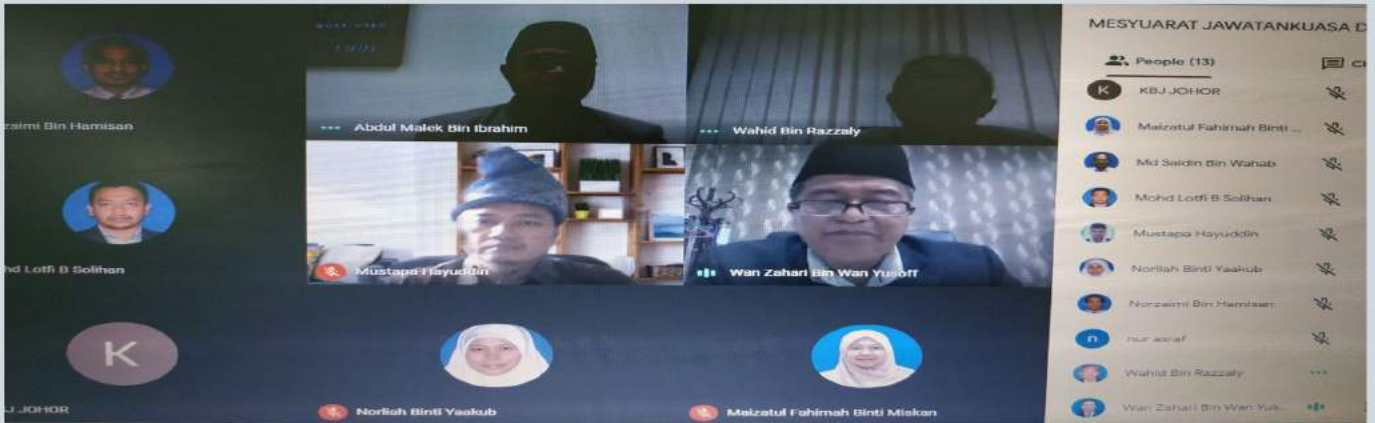 MESYUARAT JAWATANKUASA D
People (13)
zaimi Bin Hamisan
Abdul Malek Bin Ibrahim
Wahid Bin Razzaly
hd Lotfi B Solihan
Mustapa Hayuddin
Wan Zahari Bin Wan Yusoff
K
J JOHOR
Norliah Binti Yaakub
Maizatul Fahimah Binti Miskan
K
KBJ JOHOR
Maizatul Fahimah Binti ...
Md Saidin Bin Wahab
Mohd Lotfi B Solihan
Mustapa Hayuddin
Norliah Binti Yaakub
Norzaimi Bin Hamisan
n
nur asraf
Wahid Bin Razzaly
Wan Zahari Bin Wan Yus...